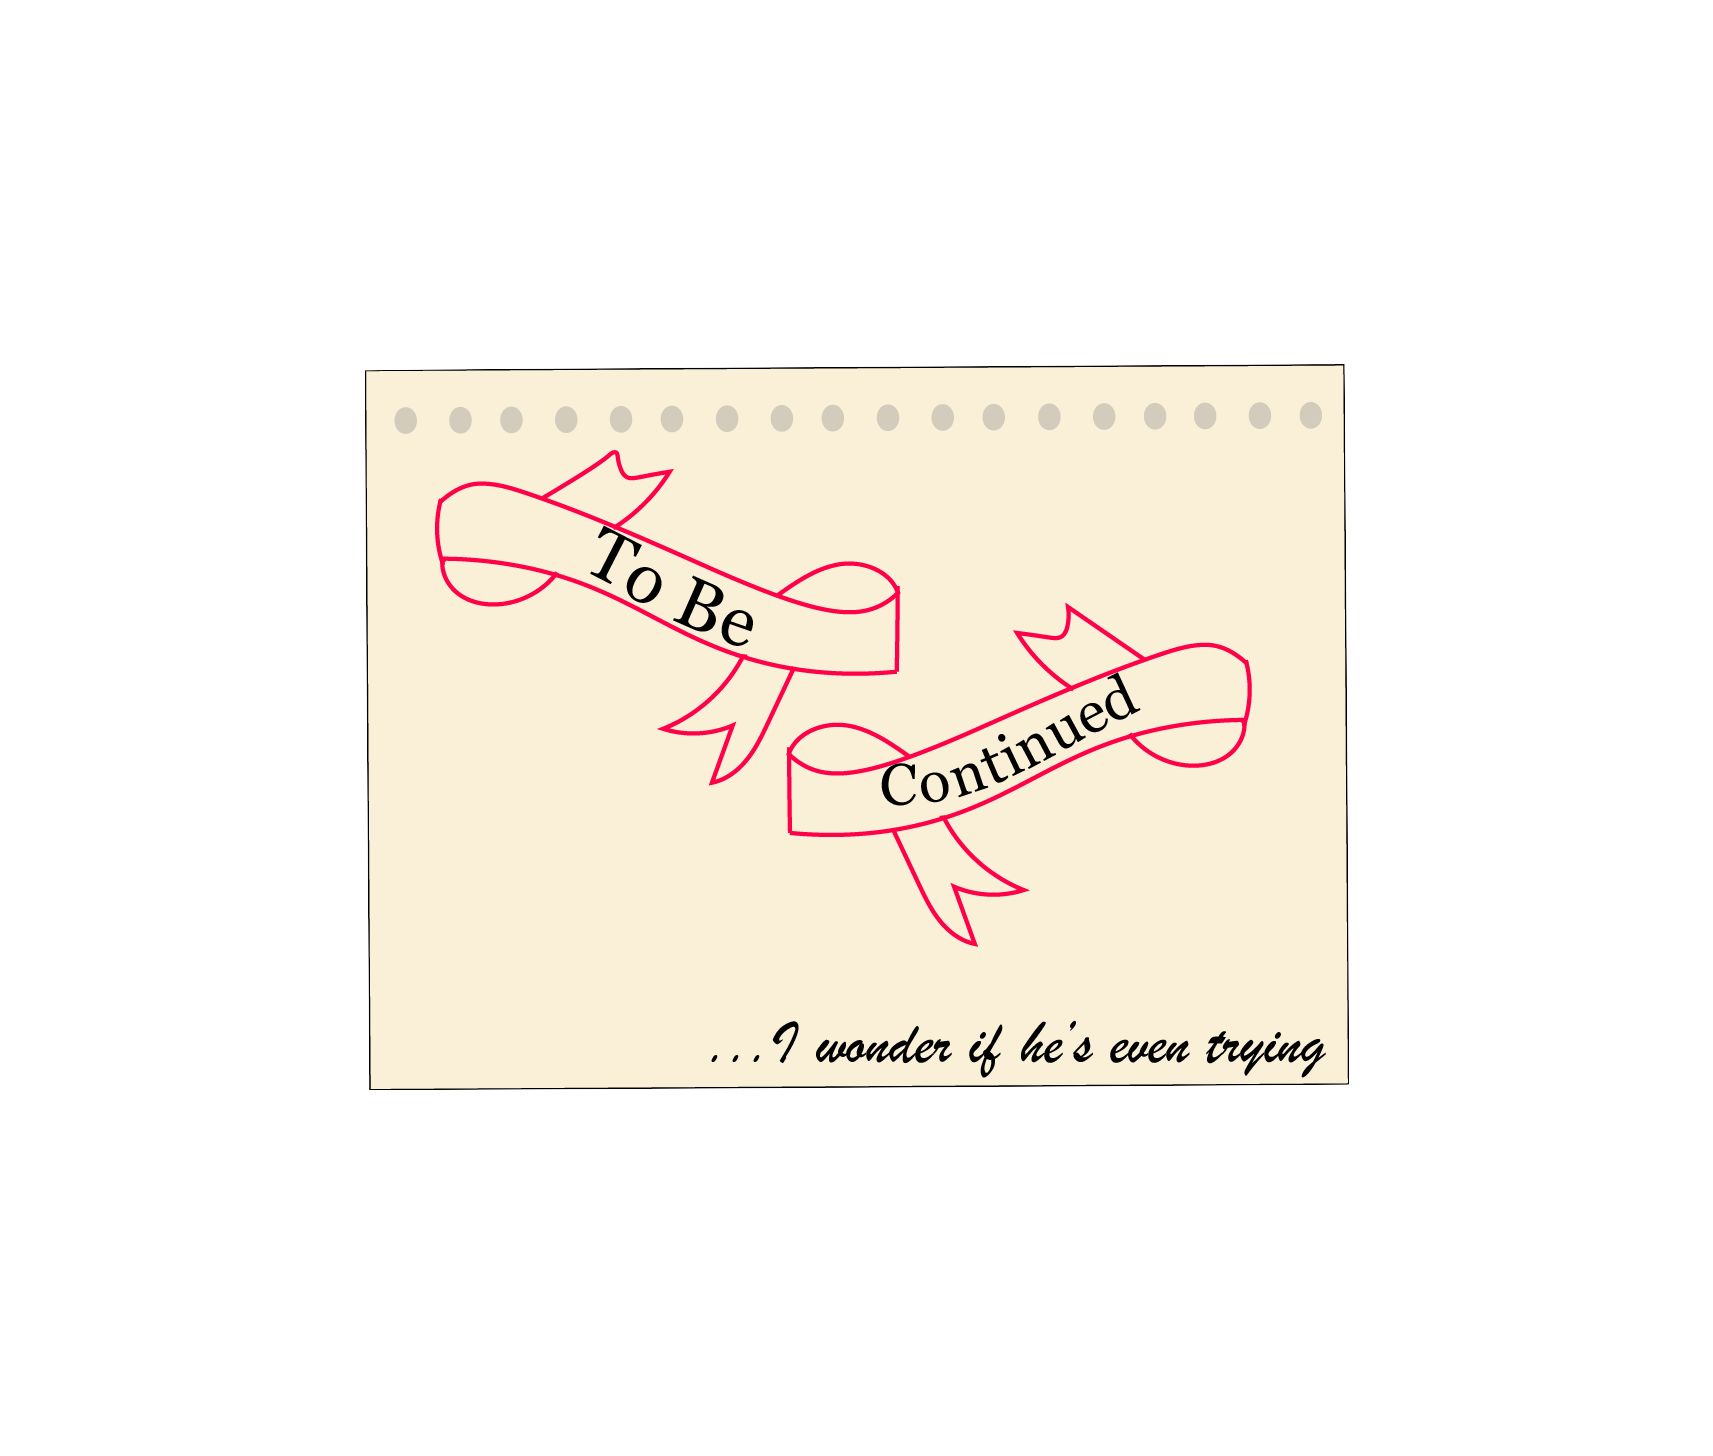 To Be
Continued
...I wonder if he's even trying